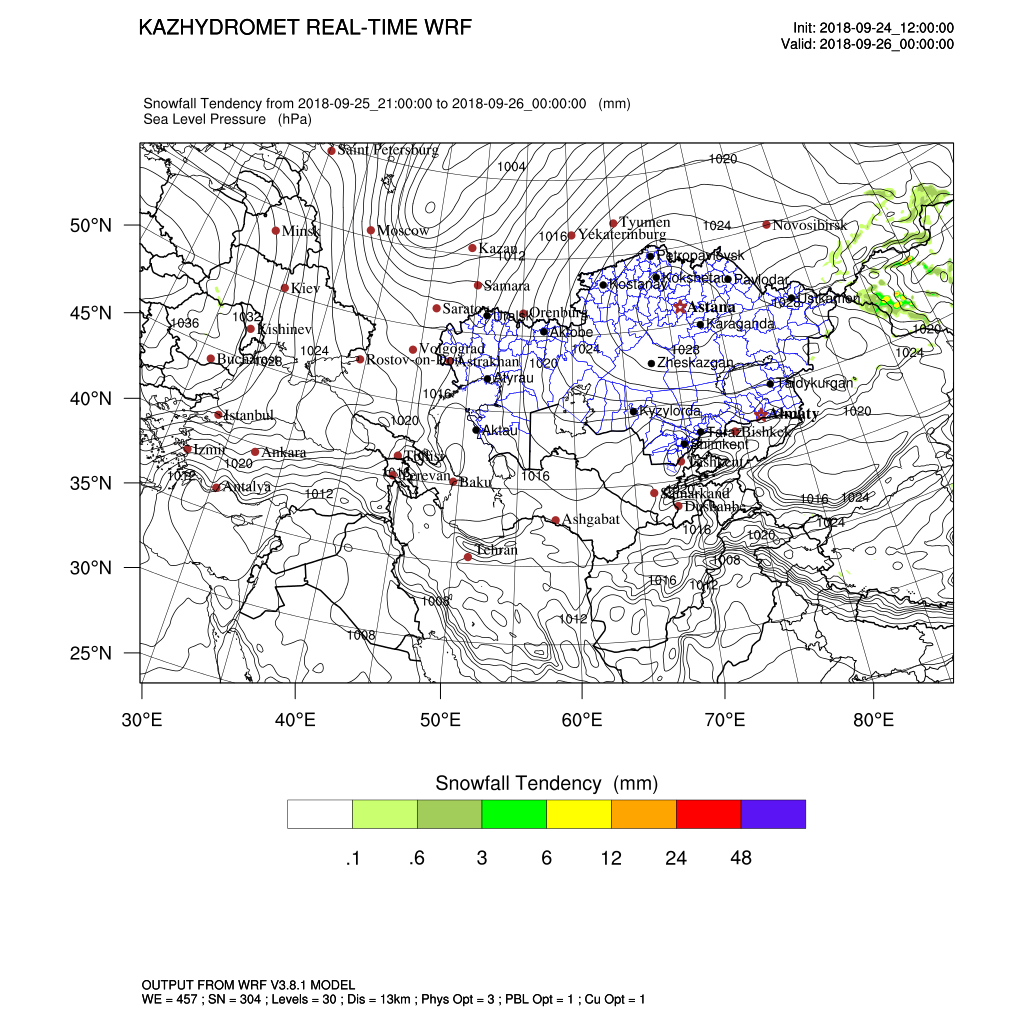 KAZHYDROMET REAL-TIME WRF
Init: 2018-09-24_12:00:00
Valid: 2018-09-26_00:00:00
Snowfall Tendency from 2018-09-25_21:00:00 to 2018-09-26_00:00:00 (mm)
Sea Level Pressure (hPa)
50°N
45°N
40°N
35°N
30°N
25°N
30°E 40°E 50°E 60°E 70°E 80°E
Saint Petersburg
1004
1020
Minsk
Moscow
Tyumen
1024
Novosibirsk
1016
Yekaterinburg
Kazan
1012
Petropavlovsk
Kiev
Samara
Kostanay
Kokshetau
Pavlodar
1028
Ustkamen
Saratov
Uralsk
Orenburg
Astana
1036
1032
Kishinev
Aktobe
Karaganda
1020
1024
Volgograd
1024
1028
1024
Bucharest
Rostov-on-Don
Astrakhan
1020
Zheskazgan
Atyrau
Taldykurgan
1016
Istanbul
1020
Kyzylorda
Almaty
1020
Aktau
Taraz
Bishkek
Izmir
Ankara
Shimkent
1020
Tbilisi
Tashkent
1012
Yerevan
1016
Antalya
1012
Baku
Samarkand
1016
1024
Dushanbe
Ashgabat
1024
1016
1020
Tehran
1008
1016
1012
1008
1012
1008
Snowfall Tendency (mm)
.1 .6 3 6 12 24 48
OUTPUT FROM WRF V3.8.1 MODEL
WE = 457 ; SN = 304 ; Levels = 30 ; Dis = 13km ; Phys Opt = 3 ; PBL Opt = 1 ; Cu Opt = 1